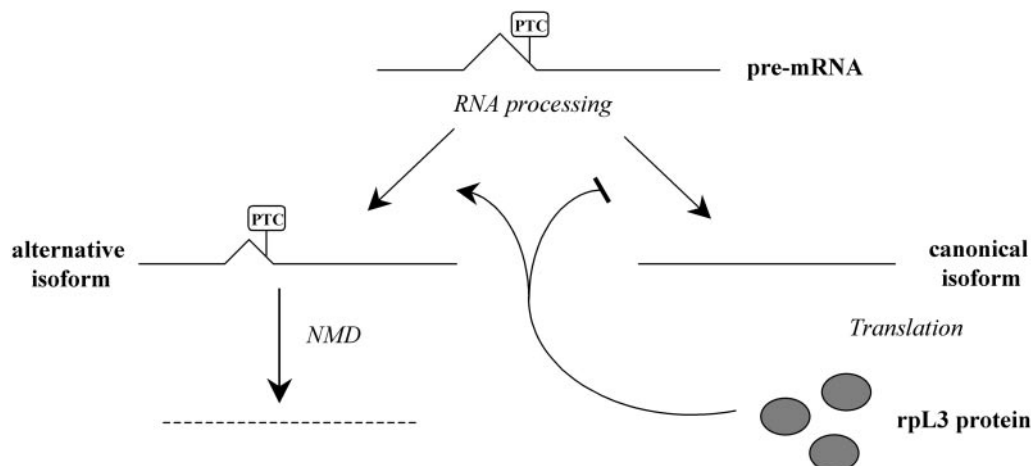 PTC
pre-mRNA
RNA processing
PTC
alternative
isoform
canonical
isoform
NMD
Translation
rpL3 protein